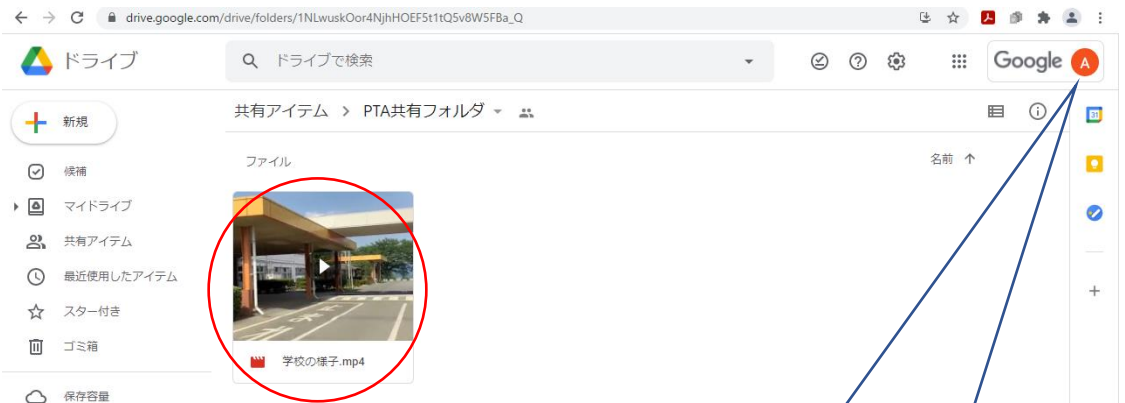 drive.google.com/drive/folders/1NLwuskOor4NjhHOEF5t1tQ5v8W5FBa_Q
ドライブ
ドライブで検索
Google A
共有アイテム > PTA共有フォルダ
新規
31
ファイル
名前
候補
マイドライブ
共有アイテム
最近使用したアイテム
スター付き
ゴミ箱
学校の様子.mp4
保存容量